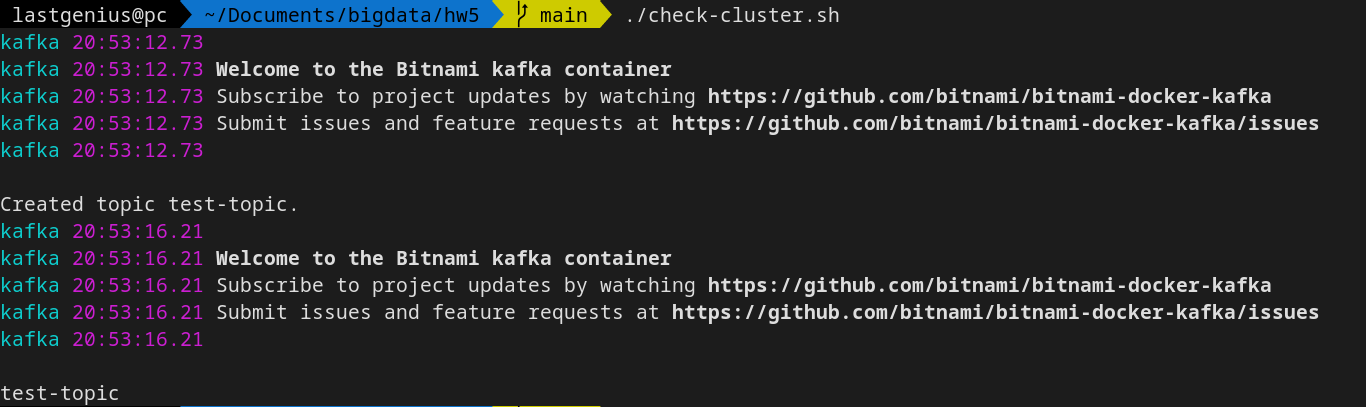 lastgenius@pc ~/Documents/bigdata/hw5 main ./check-cluster.sh
kafka 20:53:12.73
kafka 20:53:12.73 Welcome to the Bitnami kafka container
kafka 20:53:12.73 Subscribe to project updates by watching https://github.com/bitnami/bitnami-docker-kafka
kafka 20:53:12.73 Submit issues and feature requests at https://github.com/bitnami/bitnami-docker-kafka/issues
kafka 20:53:12.73
Created topic test-topic.
kafka 20:53:16.21
kafka 20:53:16.21 Welcome to the Bitnami kafka container
kafka 20:53:16.21 Subscribe to project updates by watching https://github.com/bitnami/bitnami-docker-kafka
kafka 20:53:16.21 Submit issues and feature requests at https://github.com/bitnami/bitnami-docker-kafka/issues
kafka 20:53:16.21
test-topic